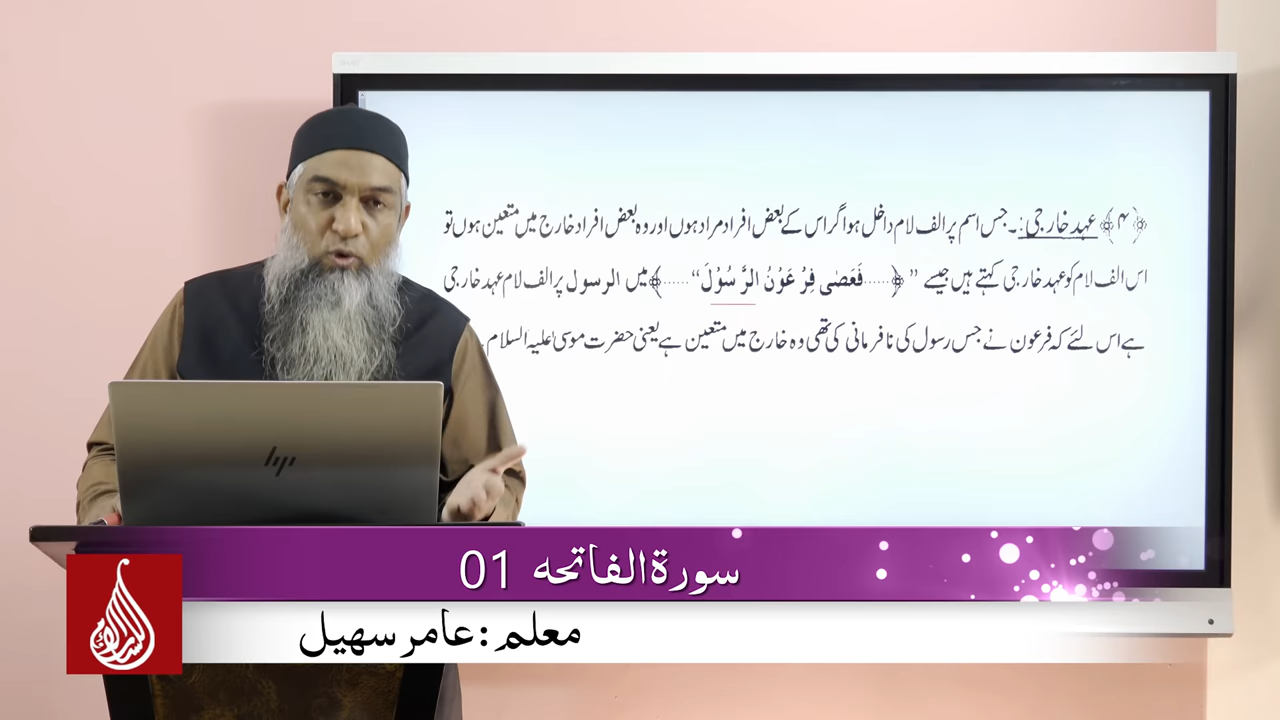 ﴿۴﴾ عہد خارجی:۔ جس اسم پر الف لام داخل ہو اگر اس کے بعض افراد مراد ہوں اور وہ بعض افراد خارج میں متعین ہوں تو
اس الف لام کو عہد خارجی کہتے ہیں جیسے ”﴿......فَعَصٰی فِرْعَوْنُ الرَّسُوْلَ“......﴾ میں الرسول پر الف لام عہد خارجی
ہے اس لئے کہ فرعون نے جس رسول کی نافرمانی کی تھی وہ خارج میں متعین ہے یعنی حضرت موسیٰ علیہ السلام
سورۃ الفاتحہ 01
معلم: عامر سهيل
hp